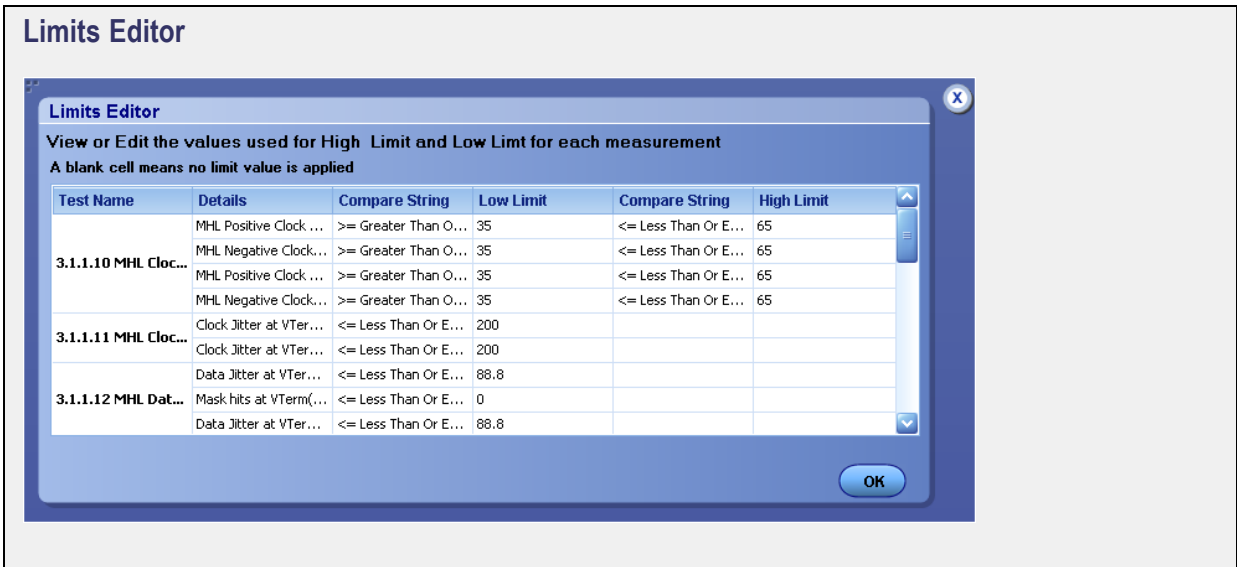 Limits Editor
Limits Editor
X
View or Edit the values used for High Limit and Low Limt for each measurement
A blank cell means no limit value is applied
Test Name Details Compare String Low Limit Compare String High Limit
MHL Positive Clock ... >= Greater Than O... 35 <= Less Than Or E... 65
MHL Negative Clock... >= Greater Than O... 35 <= Less Than Or E... 65
3.1.1.10 MHL Cloc...
MHL Positive Clock ... >= Greater Than O... 35 <= Less Than Or E... 65
MHL Negative Clock... >= Greater Than O... 35 <= Less Than Or E... 65
Clock Jitter at VTer... <= Less Than Or E... 200
3.1.1.11 MHL Cloc...
Clock Jitter at VTer... <= Less Than Or E... 200
Data Jitter at VTer... <= Less Than Or E... 88.8
3.1.1.12 MHL Dat... Mask hits at VTerm(... <= Less Than Or E... 0
Data Jitter at VTer... <= Less Than Or E... 88.8
OK